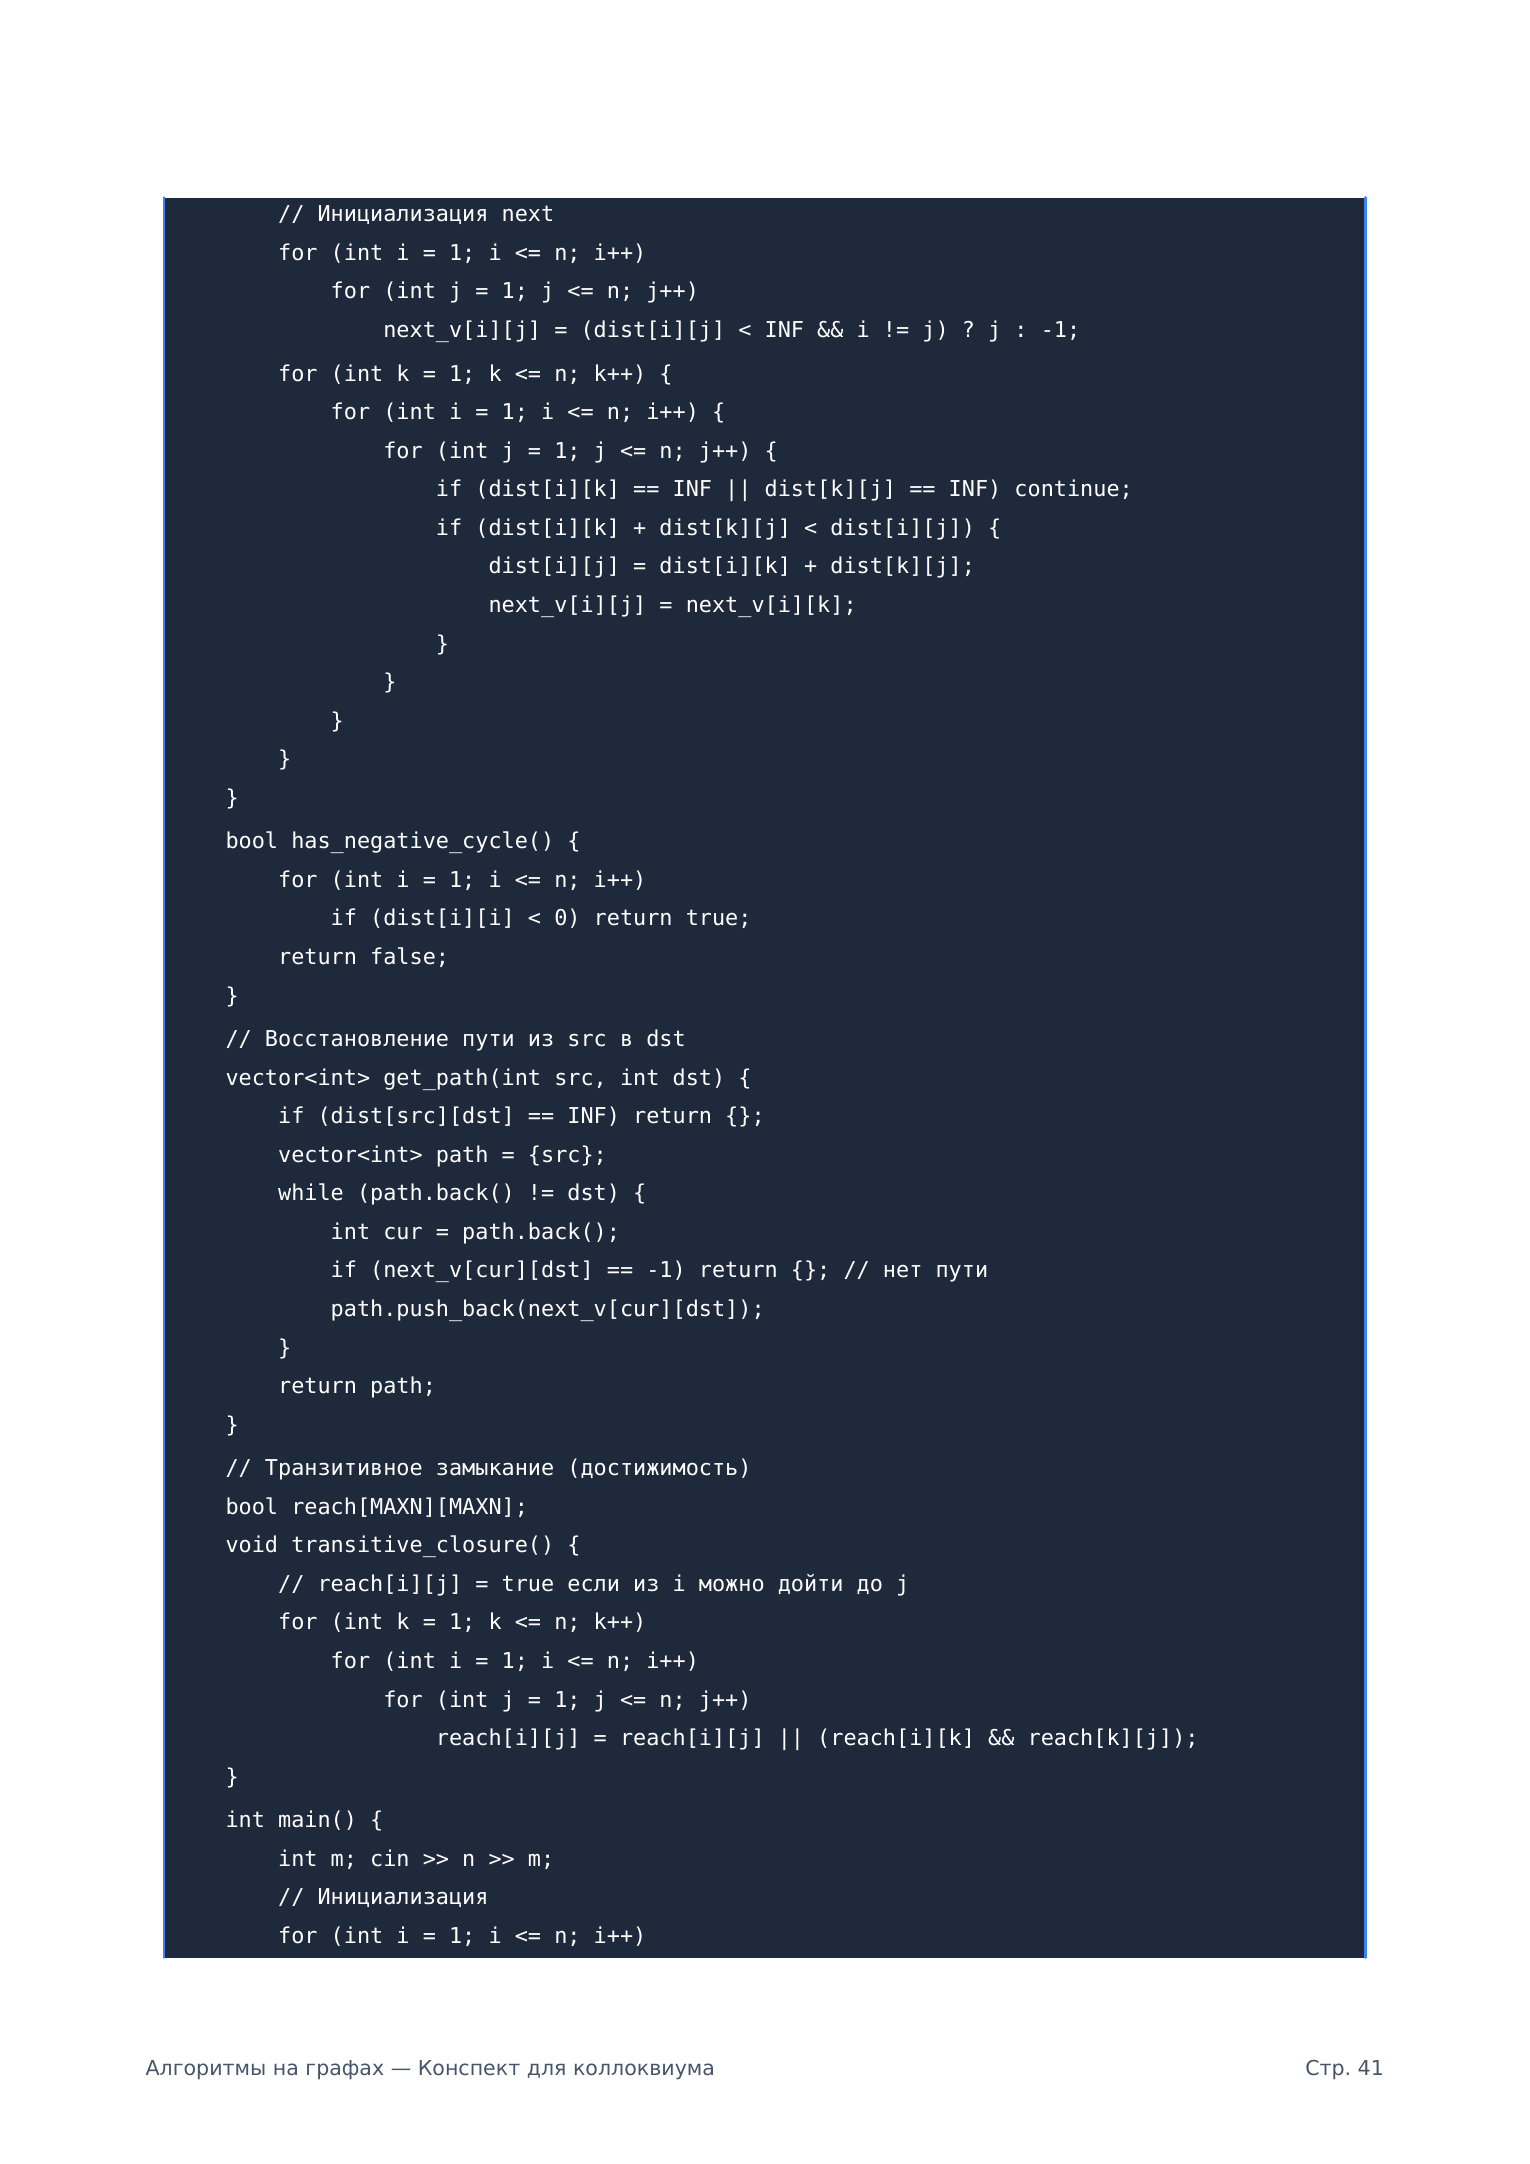 // Инициализация next
for (int i = 1; i <= n; i++)
for (int j = 1; j <= n; j++)
next_v[i][j] = (dist[i][j] < INF && i != j) ? j : -1;
for (int k = 1; k <= n; k++) {
for (int i = 1; i <= n; i++) {
for (int j = 1; j <= n; j++) {
if (dist[i][k] == INF || dist[k][j] == INF) continue;
if (dist[i][k] + dist[k][j] < dist[i][j]) {
dist[i][j] = dist[i][k] + dist[k][j];
next_v[i][j] = next_v[i][k];
}
}
}
}
}
bool has_negative_cycle() {
for (int i = 1; i <= n; i++)
if (dist[i][i] < 0) return true;
return false;
}
// Восстановление пути из src в dst
vector<int> get_path(int src, int dst) {
if (dist[src][dst] == INF) return {};
vector<int> path = {src};
while (path.back() != dst) {
int cur = path.back();
if (next_v[cur][dst] == -1) return {}; // нет пути
path.push_back(next_v[cur][dst]);
}
return path;
}
// Транзитивное замыкание (достижимость)
bool reach[MAXN][MAXN];
void transitive_closure() {
// reach[i][j] = true если из i можно дойти до j
for (int k = 1; k <= n; k++)
for (int i = 1; i <= n; i++)
for (int j = 1; j <= n; j++)
reach[i][j] = reach[i][j] || (reach[i][k] && reach[k][j]);
}
int main() {
int m; cin >> n >> m;
// Инициализация
for (int i = 1; i <= n; i++)
Алгоритмы на графах — Конспект для коллоквиума
Стр. 41